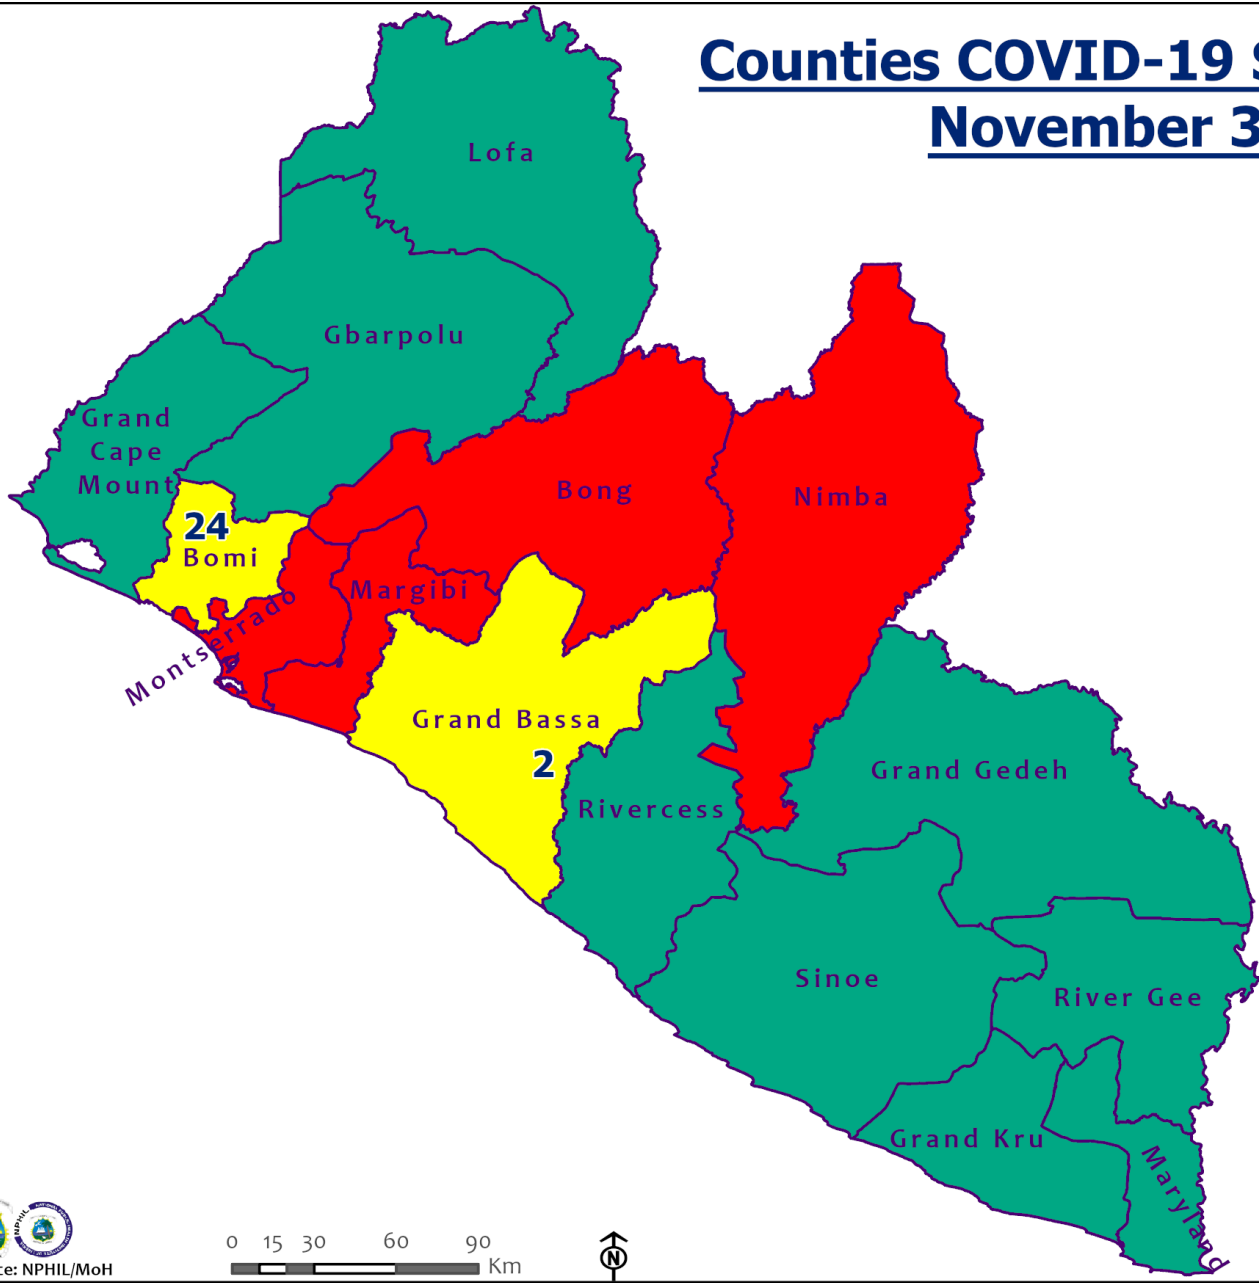 Counties COVID-19 S
November 3
Lofa
Gbarpolu
Grand
Cape
Mount
Bong
Nimba
24
Bomi
Margibi
Montserrado
Grand Bassa
2
Grand Gedeh
Rivercess
Sinoe
River Gee
Grand Kru
Maryland
NPHIL
0 15 30 60 90
Km
N
ce: NPHIL/MoH